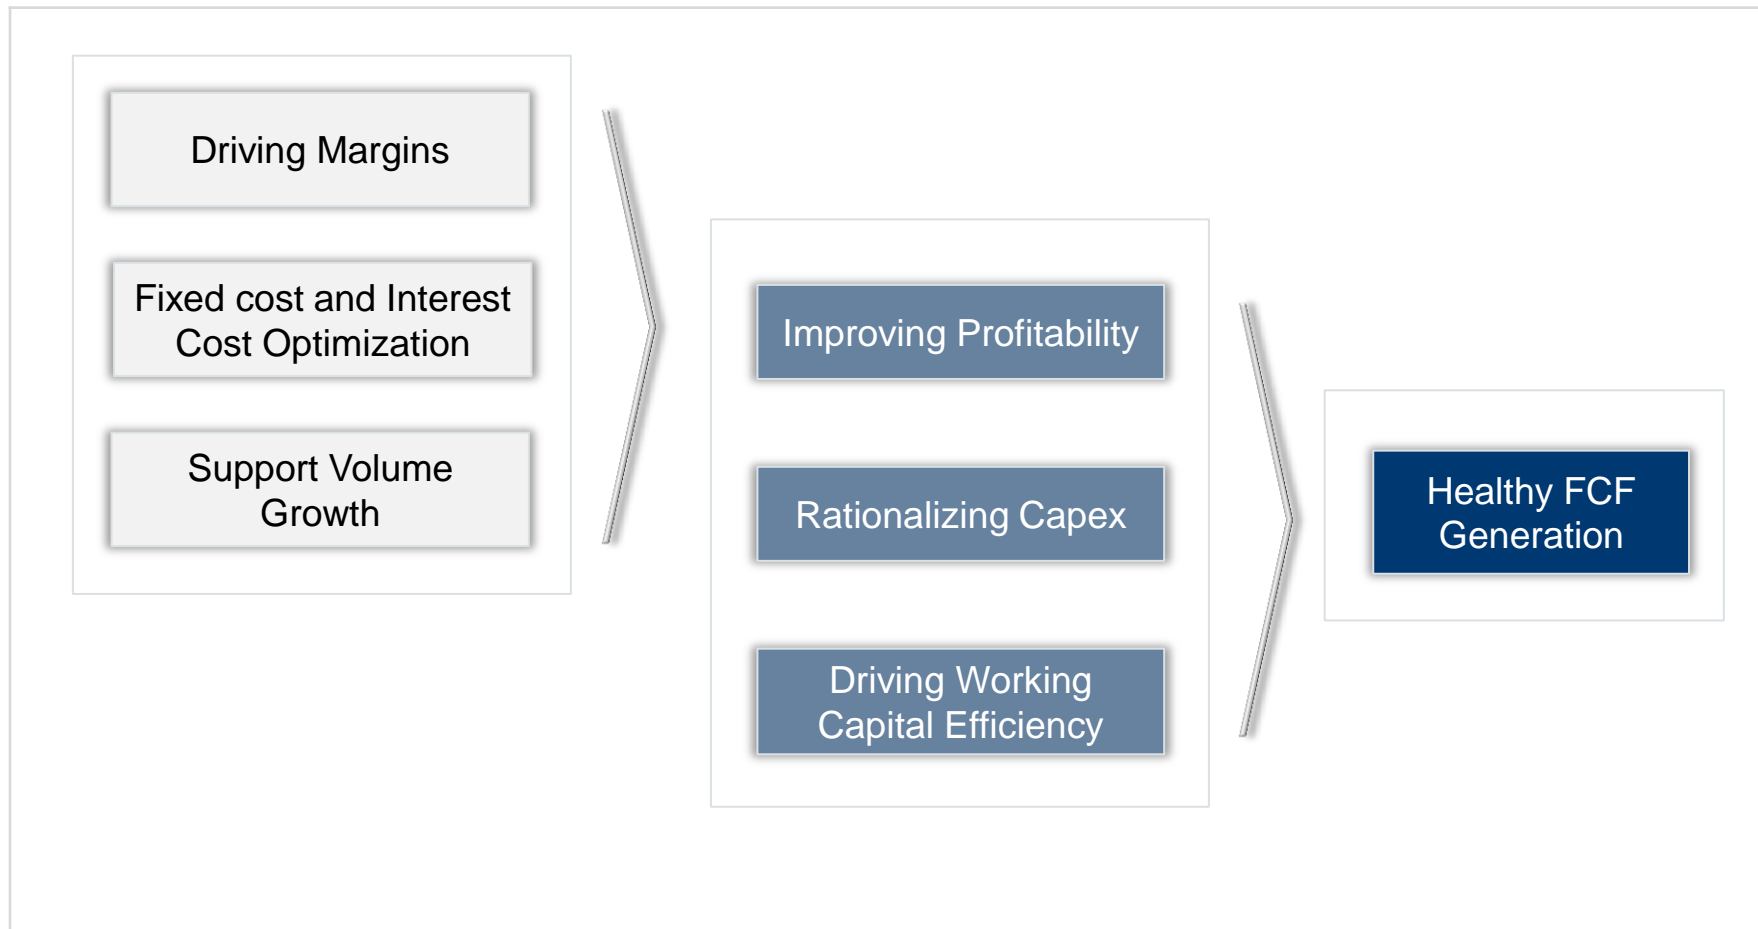 Driving Margins
Fixed cost and Interest
Cost Optimization
Support Volume
Growth
Improving Profitability
Rationalizing Capex
Driving Working
Capital Efficiency
Healthy FCF
Generation